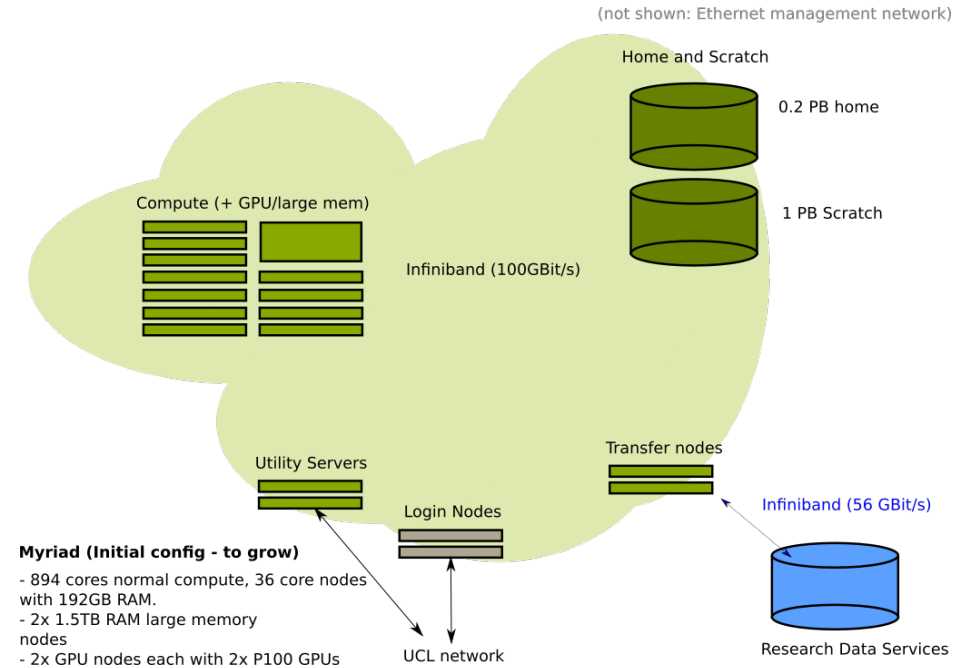 (not shown: Ethernet management network)
Home and Scratch
0.2 PB home
Compute (+ GPU/large mem)
1 PB Scratch
Infiniband (100GBit/s)
Transfer nodes
Utility Servers
Infiniband (56 GBit/s)
Login Nodes
Myriad (Initial config - to grow)
- 894 cores normal compute, 36 core nodes
with 192GB RAM.
- 2x 1.5TB RAM large memory
nodes
- 2x GPU nodes each with 2x P100 GPUs
UCL network
Research Data Services